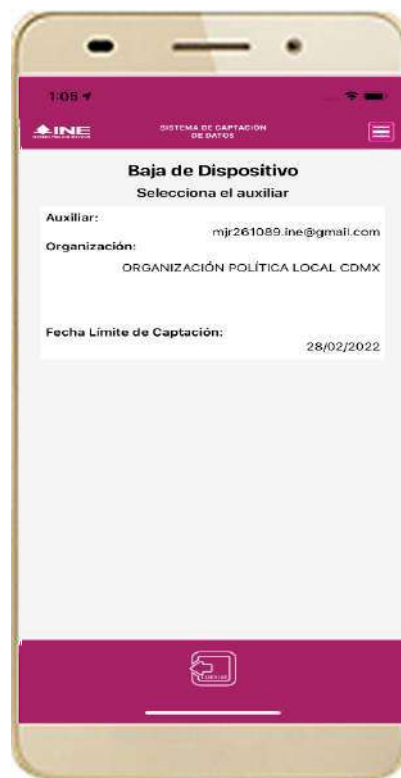 1:05
INE
SISTEMA DE CAPTACIÓN
DE DATOS
Baja de Dispositivo
Selecciona el auxiliar
Auxiliar:
mjr261089.ine@gmail.com
Organización:
ORGANIZACIÓN POLÍTICA LOCAL CDMX
Fecha Límite de Captación:
28/02/2022